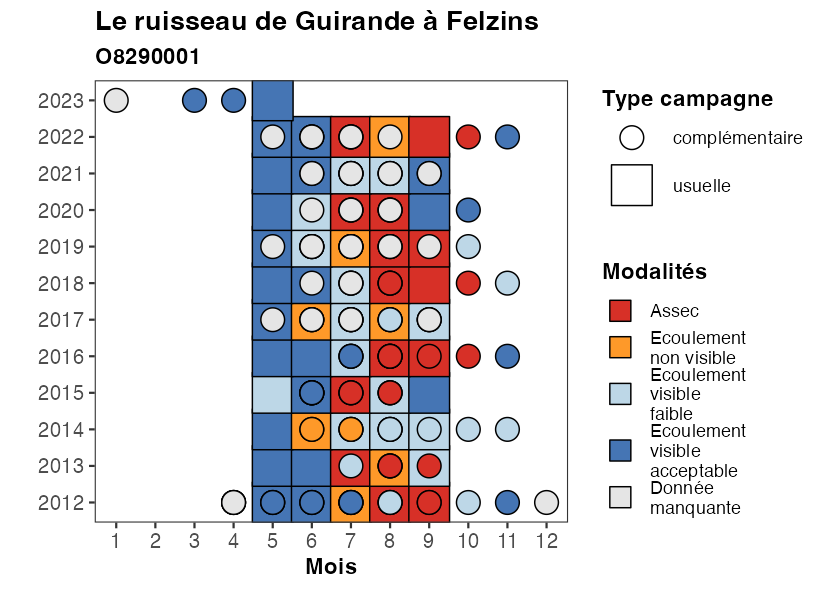 Le ruisseau de Guirande à Felzins
O8290001
2023
2022
2021
2020
2019
2018
2017
2016
2015
2014
2013
2012
1 2 3 4 5 6 7 8 9 10 11 12
Mois
Type campagne
complémentaire
usuelle
Modalités
Assec
Ecoulement
non visible
Ecoulement
visible
faible
Ecoulement
visible
acceptable
Donnée
manquante